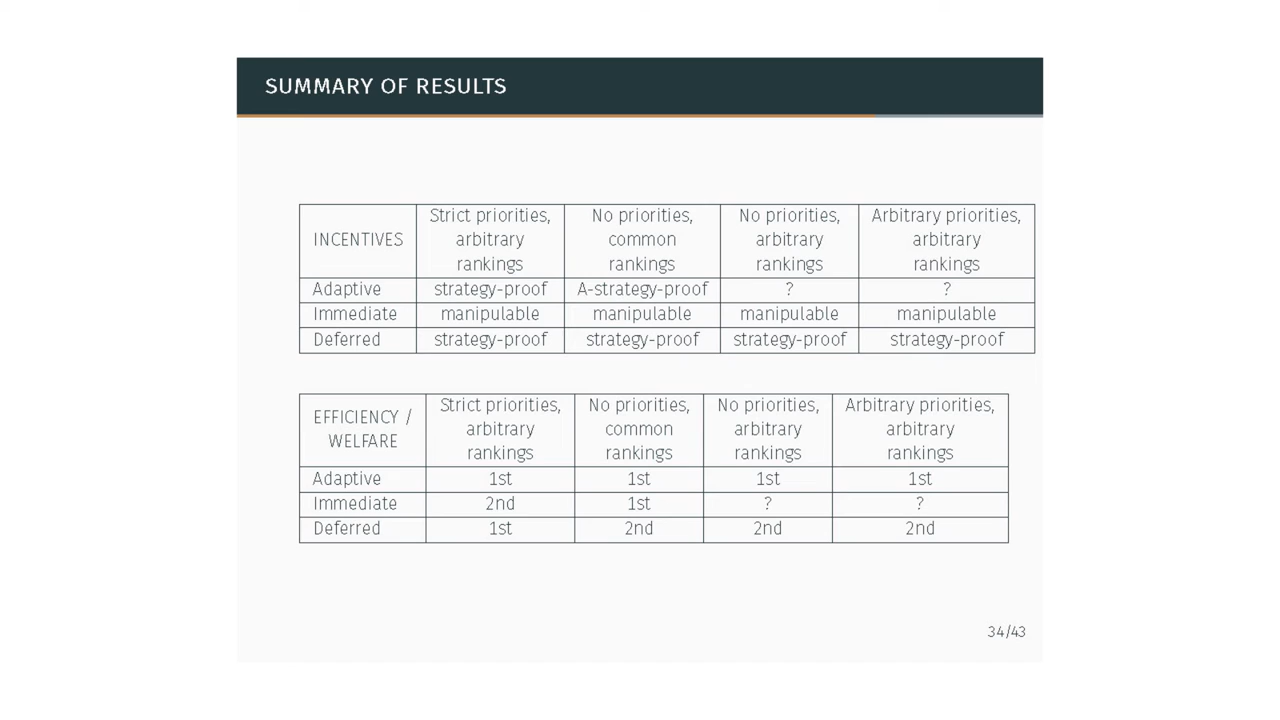 SUMMARY OF RESULTS
INCENTIVES
Strict priorities,
arbitrary
rankings
No priorities,
common
rankings
No priorities,
arbitrary
rankings
Arbitrary priorities,
arbitrary
rankings
Adaptive strategy-proof A-strategy-proof ? ?
Immediate manipulable manipulable manipulable manipulable
Deferred strategy-proof strategy-proof strategy-proof strategy-proof
EFFICIENCY /
WELFARE
Strict priorities,
arbitrary
rankings
No priorities,
common
rankings
No priorities,
arbitrary
rankings
Arbitrary priorities,
arbitrary
rankings
Adaptive 1st 1st 1st 1st
Immediate 2nd 1st ? ?
Deferred 1st 2nd 2nd 2nd
34/43